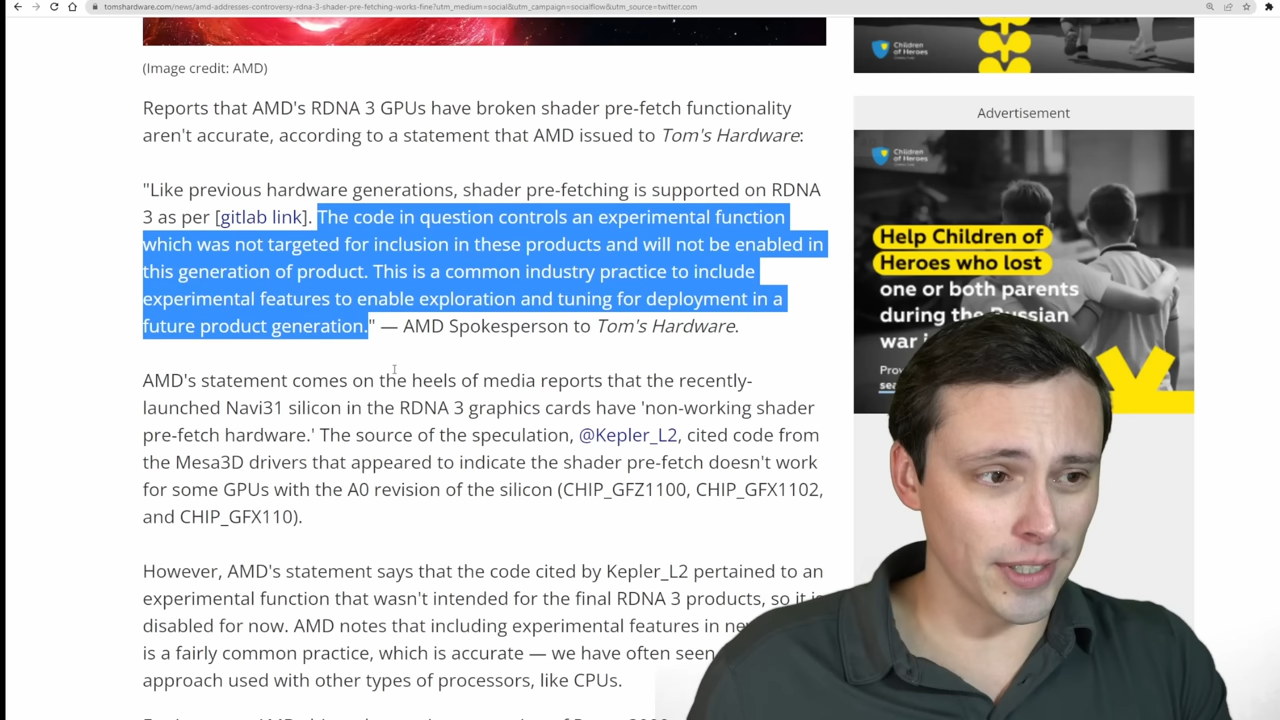 tomshardware.com/news/amd-addresses-controversy-rdna-3-shader-pre-fetching-works-fine?utm_medium=social&utm_campaign=socialflow&utm_source=twitter.com
Children
of Heroes
(Image credit: AMD)
Reports that AMD's RDNA 3 GPUs have broken shader pre-fetch functionality
aren't accurate, according to a statement that AMD issued to Tom's Hardware:
"Like previous hardware generations, shader pre-fetching is supported on RDNA
3 as per [gitlab link]. The code in question controls an experimental function
which was not targeted for inclusion in these products and will not be enabled in
this generation of product. This is a common industry practice to include
experimental features to enable exploration and tuning for deployment in a
future product generation." — AMD Spokesperson to Tom's Hardware.
AMD's statement comes on the heels of media reports that the recently-
launched Navi31 silicon in the RDNA 3 graphics cards have 'non-working shader
pre-fetch hardware.' The source of the speculation, @Kepler_L2, cited code from
the Mesa3D drivers that appeared to indicate the shader pre-fetch doesn't work
for some GPUs with the A0 revision of the silicon (CHIP_GFZ1100, CHIP_GFX1102,
and CHIP_GFX110).
However, AMD's statement says that the code cited by Kepler_L2 pertained to an
experimental function that wasn't intended for the final RDNA 3 products, so it is
disabled for now. AMD notes that including experimental features in
is a fairly common practice, which is accurate — we have often seen
approach used with other types of processors, like CPUs.
Advertisement
Children
of Heroes
Help Children of
Heroes who lost
one or both parents
during the Russian
war